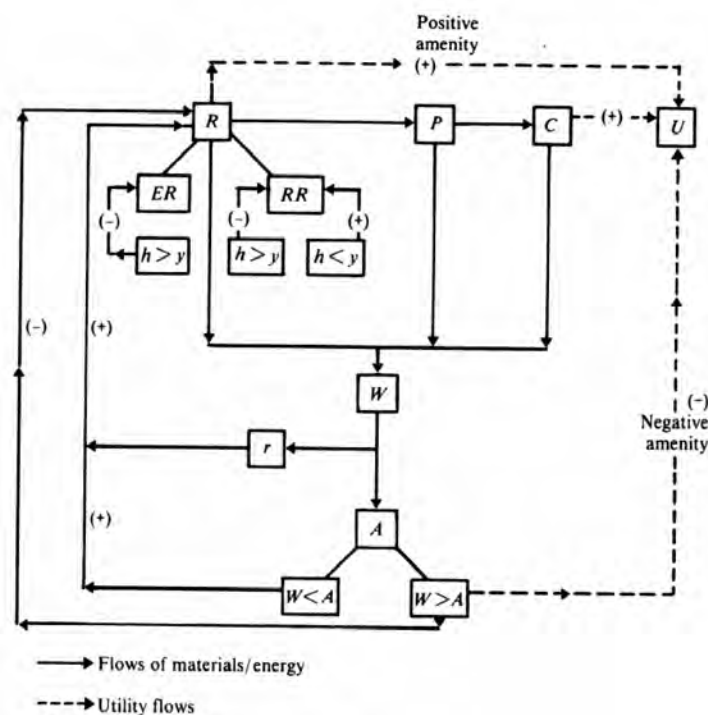 Positive
amenity
(+)
R
P
C
(+)
U
ER
RR
(−)
(−)
(+)
h > y
h > y
h < y
(−)
(+)
W
(−)
Negative
amenity
r
(+)
A
W < A
W > A
Flows of materials/energy
Utility flows